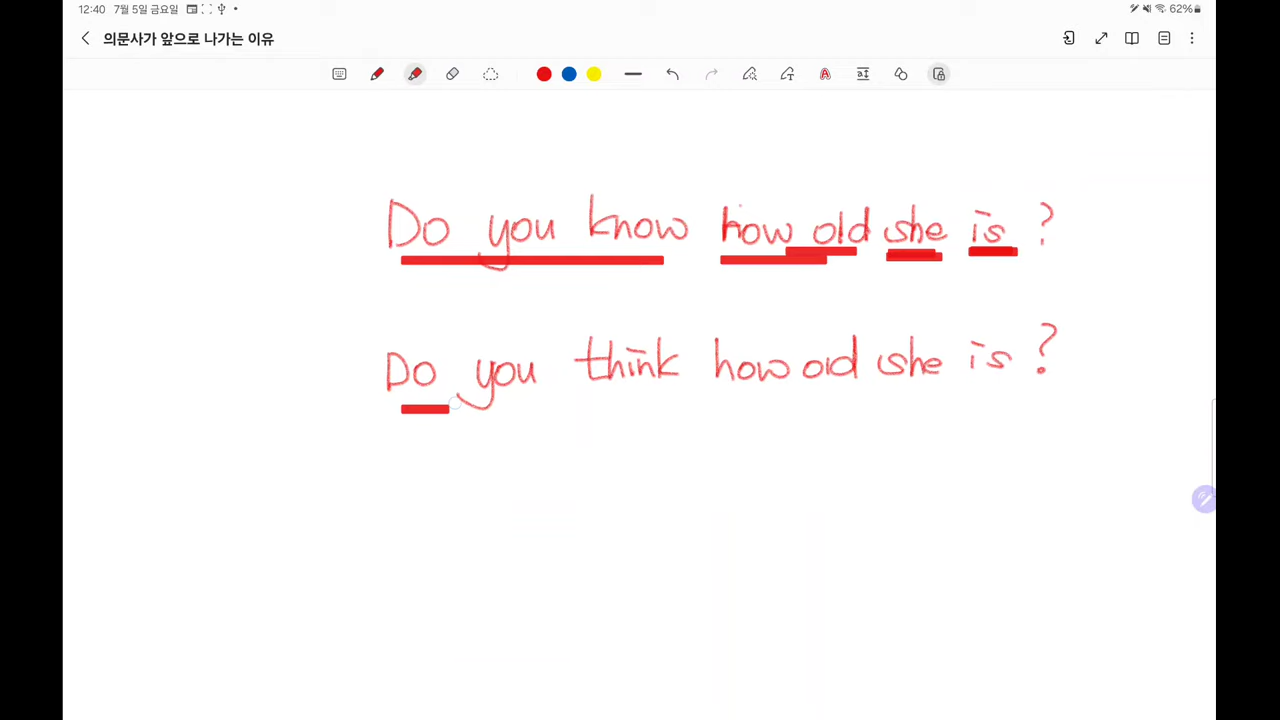 12:40 7월 5일 금요일 62%
의문사가 앞으로 나가는 이유
Do you know how old she is ?
Do you think how old she is ?